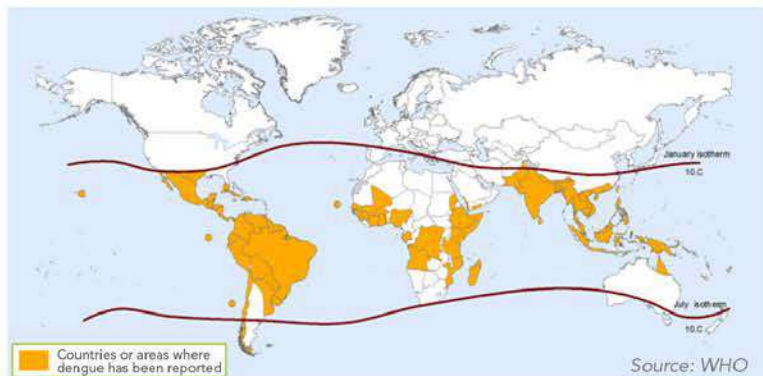 January isotherm
10.C
July isotherm
10.C
Countries or areas where
dengue has been reported
Source: WHO